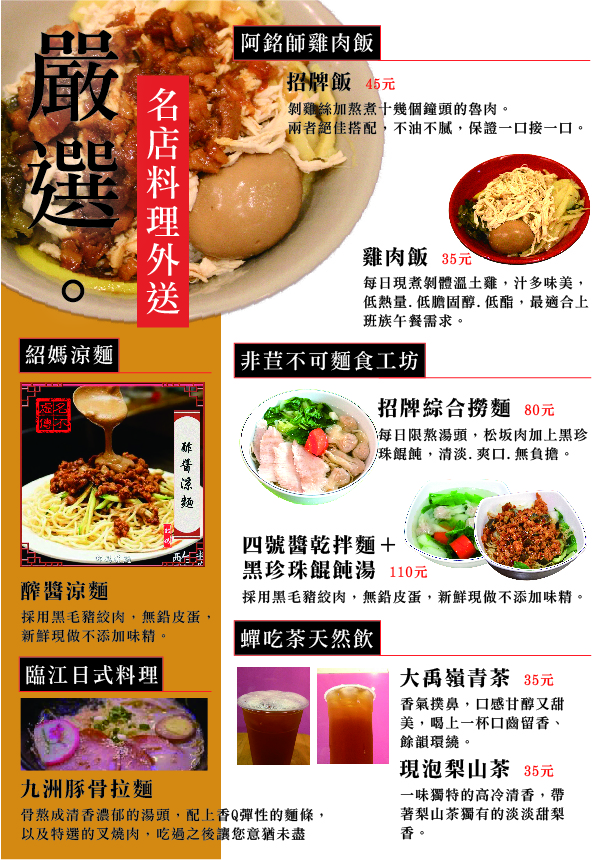 嚴選。
名店料理外送
阿銘師雞肉飯
招牌飯 45元
剝雞絲加熬煮十幾個鐘頭的魯肉。
兩者絕佳搭配，不油不膩，保證一口接一口。
雞肉飯 35元
每日現煮剝體溫土雞，汁多味美，
低熱量.低膽固醇.低酯，最適合上
班族午餐需求。
紹媽涼麵
名不虛傳
醡醬涼麵
醡醬涼麵
採用黑毛豬絞肉，無鉛皮蛋，
新鮮現做不添加味精。
臨江日式料理
九洲豚骨拉麵
骨熬成清香濃郁的湯頭，配上香Q彈性的麵條，
以及特選的叉燒肉，吃過之後讓您意猶未盡
非荳不可麵食工坊
招牌綜合撈麵 80元
每日限熬湯頭，松坂肉加上黑珍
珠餛飩，清淡.爽口.無負擔。
四號醬乾拌麵＋
黑珍珠餛飩湯 110元
採用黑毛豬絞肉，無鉛皮蛋，新鮮現做不添加味精。
蟬吃茶天然飲
大禹嶺青茶 35元
香氣撲鼻，口感甘醇又甜
美，喝上一杯口齒留香、
餘韻環繞。
現泡梨山茶 35元
一味獨特的高冷清香，帶
著梨山茶獨有的淡淡甜梨
香。